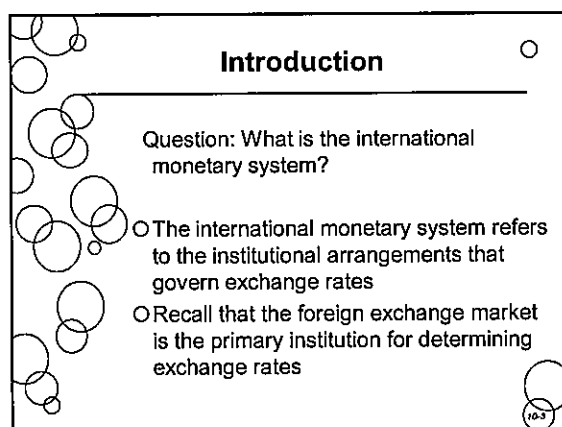 Introduction
Question: What is the international
monetary system?
The international monetary system refers
to the institutional arrangements that
govern exchange rates
Recall that the foreign exchange market
is the primary institution for determining
exchange rates
10-3